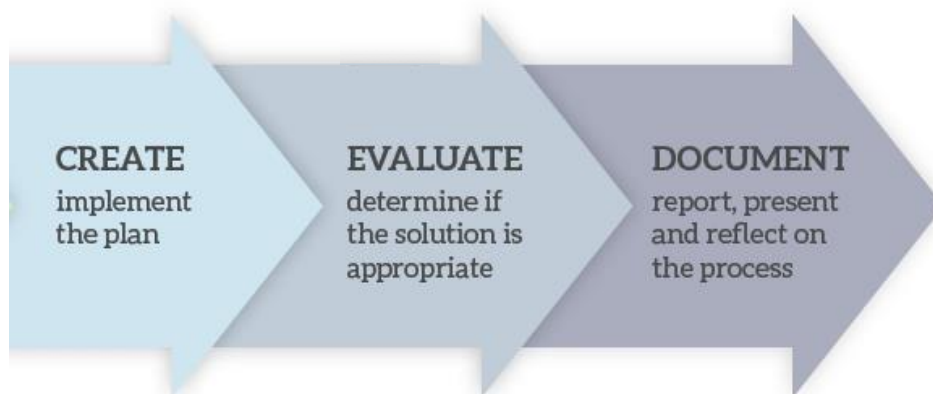 CREATE
implement
the plan
EVALUATE
determine if
the solution is
appropriate
DOCUMENT
report, present
and reflect on
the process